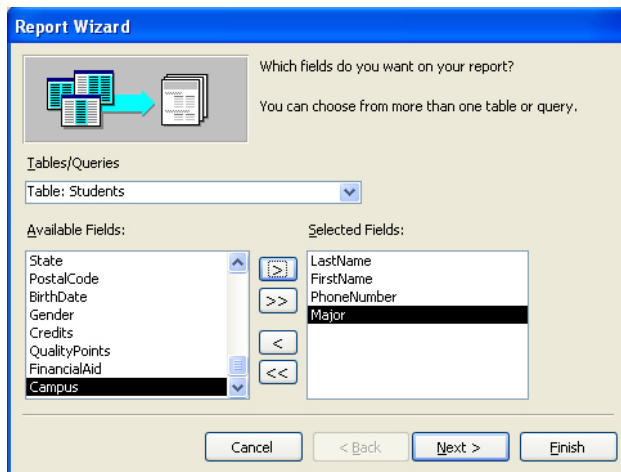 Report Wizard
Which fields do you want on your report?
You can choose from more than one table or query.
Tables/Queries
Table: Students
Available Fields:
State
PostalCode
BirthDate
Gender
Credits
QualityPoints
FinancialAid
Campus
>
>>
<
<<
Selected Fields:
LastName
FirstName
PhoneNumber
Major
Cancel
< Back
Next >
Finish